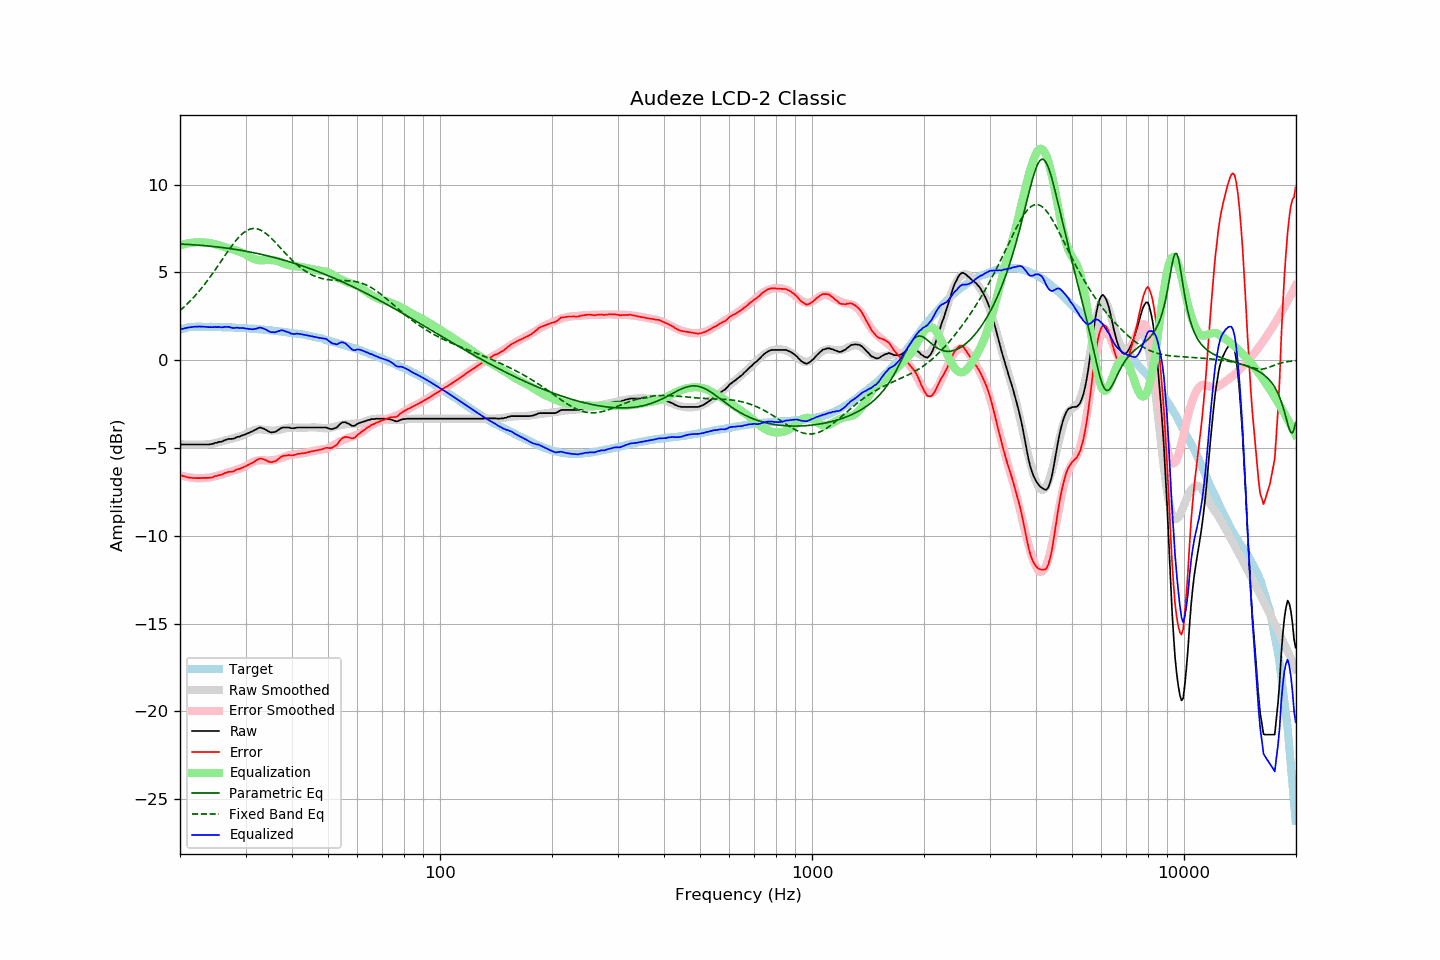 Audeze LCD-2 Classic
10
5
0
−5
−10
−15
−20
−25
Amplitude (dBr)
Target
Raw Smoothed
Error Smoothed
Raw
Error
Equalization
Parametric Eq
Fixed Band Eq
Equalized
100 1000 10000
Frequency (Hz)